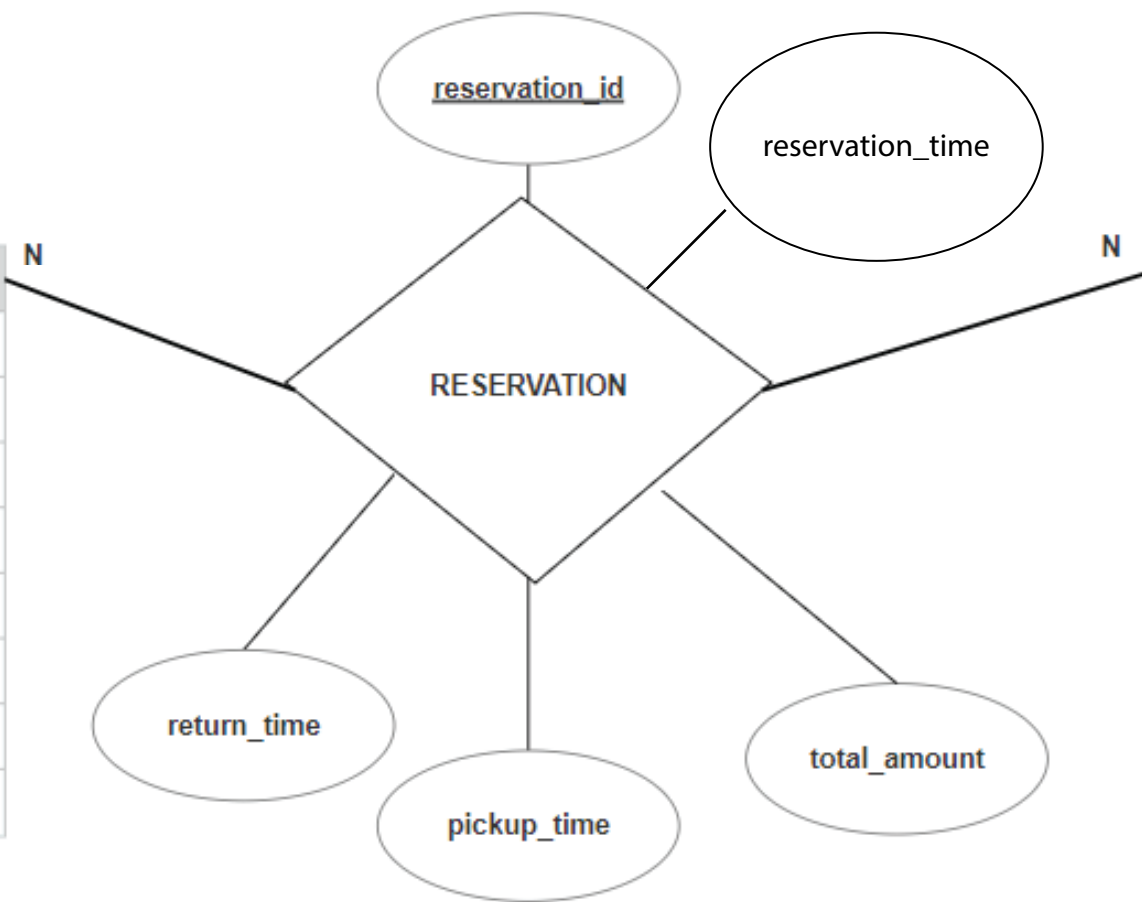 reservation_id
reservation_time
N
N
RESERVATION
return_time
total_amount
pickup_time